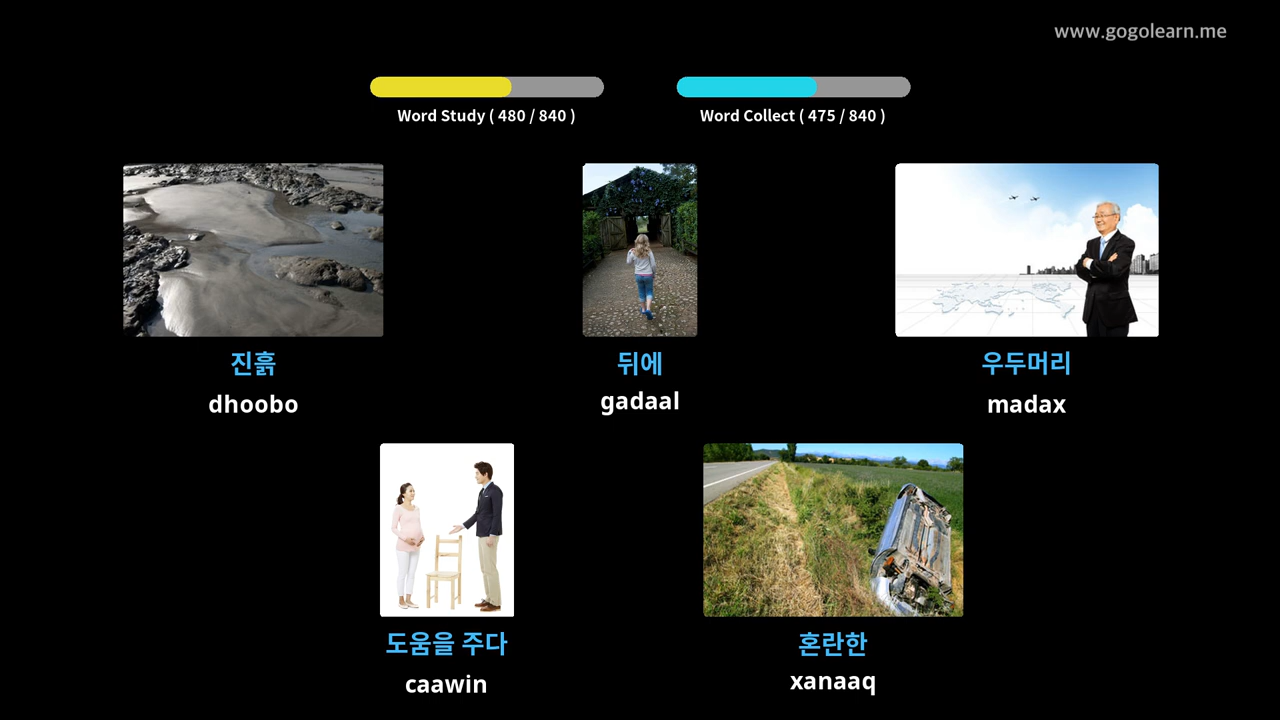 www.gogolearn.me
Word Study ( 480 / 840 )
Word Collect ( 475 / 840 )
진흙
dhoobo
뒤에
gadaal
우두머리
madax
도움을 주다
caawin
혼란한
xanaaq